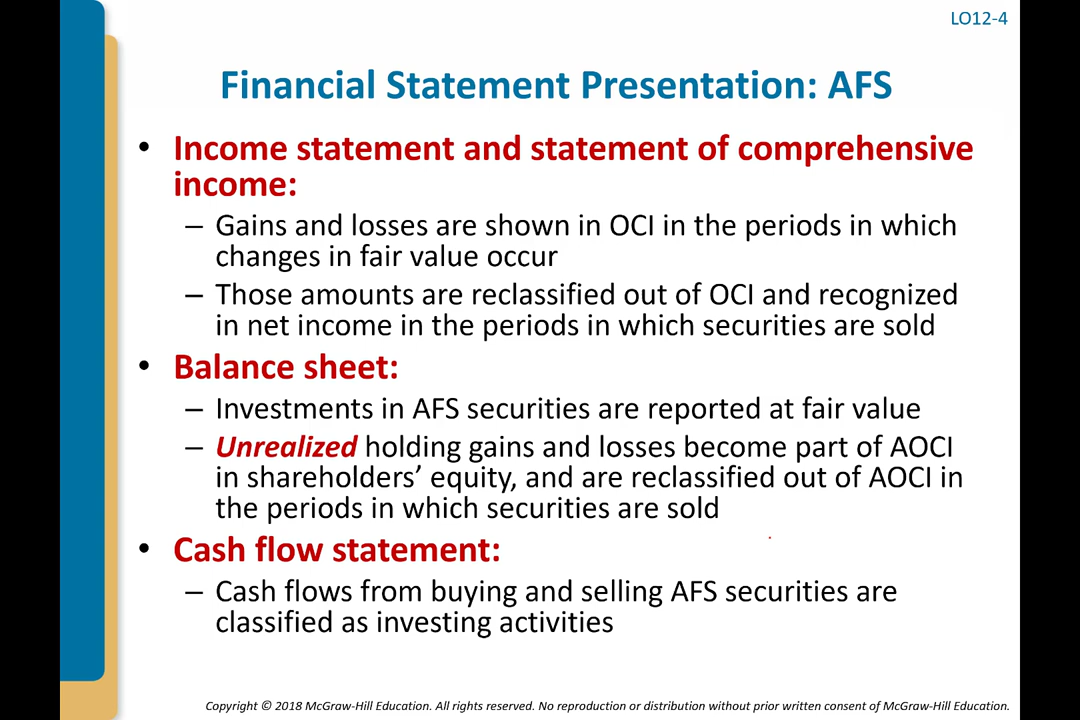 LO12-4
Financial Statement Presentation: AFS
• Income statement and statement of comprehensive
income:
– Gains and losses are shown in OCI in the periods in which
changes in fair value occur
– Those amounts are reclassified out of OCI and recognized
in net income in the periods in which securities are sold
• Balance sheet:
– Investments in AFS securities are reported at fair value
– Unrealized holding gains and losses become part of AOCI
in shareholders’ equity, and are reclassified out of AOCI in
the periods in which securities are sold
• Cash flow statement:
– Cash flows from buying and selling AFS securities are
classified as investing activities
Copyright © 2018 McGraw-Hill Education. All rights reserved. No reproduction or distribution without prior written consent of McGraw-Hill Education.